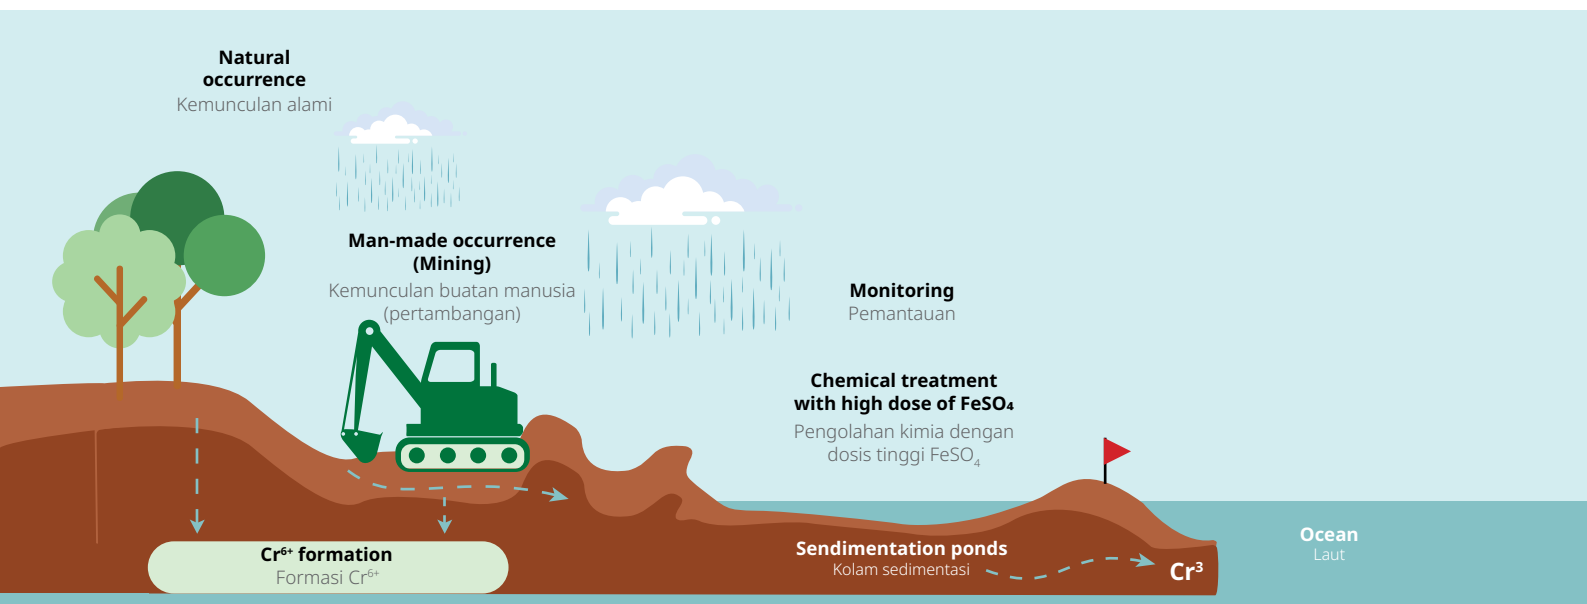 Natural
occurrence
Kemunculan alami
Man-made occurrence
(Mining)
Kemunculan buatan manusia
(pertambangan)
Monitoring
Pemantauan
Chemical treatment
with high dose of FeSO₄
Pengolahan kimia dengan
dosis tinggi FeSO₄
Cr⁶⁺ formation
Formasi Cr⁶⁺
Sendimentation ponds
Kolam sedimentasi
Cr³
Ocean
Laut